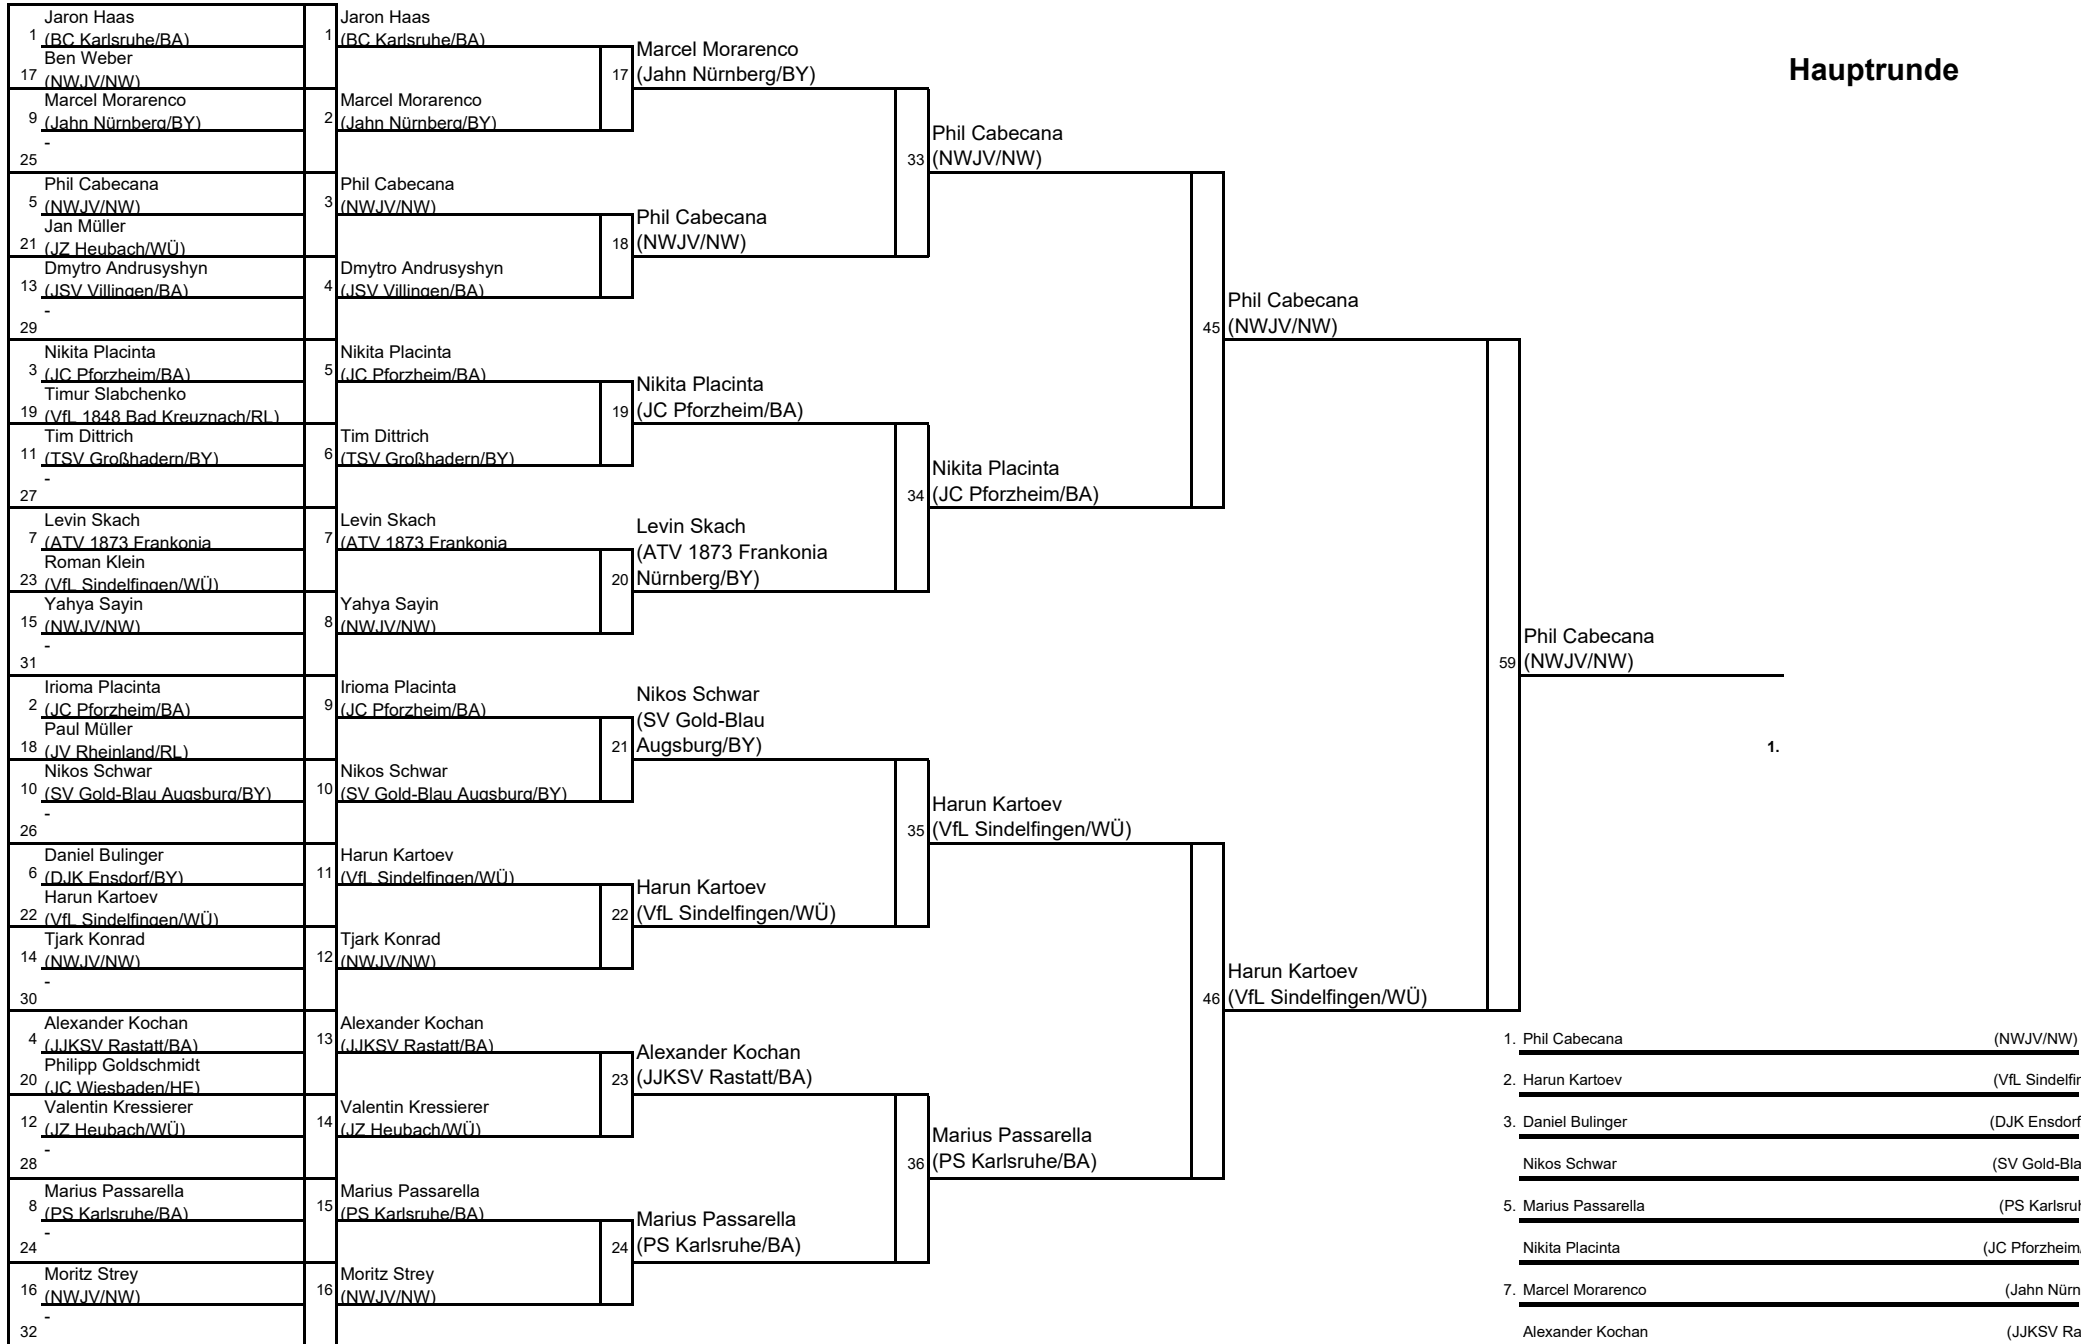 Hauptrunde
1 Jaron Haas
(BC Karlsruhe/BA)
17 Ben Weber
(NWJV/NW)
9 Marcel Morarenco
(Jahn Nürnberg/BY)
25 -
5 Phil Cabecana
(NWJV/NW)
21 Jan Müller
(JZ Heubach/WÜ)
13 Dmytro Andrusyshyn
(JSV Villingen/BA)
29 -
3 Nikita Placinta
(JC Pforzheim/BA)
19 Timur Slabchenko
(VfL 1848 Bad Kreuznach/RL)
11 Tim Dittrich
(TSV Großhadern/BY)
27 -
7 Levin Skach
(ATV 1873 Frankonia
23 Roman Klein
(VfL Sindelfingen/WÜ)
15 Yahya Sayin
(NWJV/NW)
31 -
2 Irioma Placinta
(JC Pforzheim/BA)
18 Paul Müller
(JV Rheinland/RL)
10 Nikos Schwar
(SV Gold-Blau Augsburg/BY)
26 -
6 Daniel Bulinger
(DJK Ensdorf/BY)
22 Harun Kartoev
(VfL Sindelfingen/WÜ)
14 Tjark Konrad
(NWJV/NW)
30 -
4 Alexander Kochan
(JJKSV Rastatt/BA)
20 Philipp Goldschmidt
(JC Wiesbaden/HE)
12 Valentin Kressierer
(JZ Heubach/WÜ)
28 -
8 Marius Passarella
(PS Karlsruhe/BA)
24 -
16 Moritz Strey
(NWJV/NW)
32 -
1 Jaron Haas
(BC Karlsruhe/BA)
2 Marcel Morarenco
(Jahn Nürnberg/BY)
3 Phil Cabecana
(NWJV/NW)
4 Dmytro Andrusyshyn
(JSV Villingen/BA)
5 Nikita Placinta
(JC Pforzheim/BA)
6 Tim Dittrich
(TSV Großhadern/BY)
7 Levin Skach
(ATV 1873 Frankonia
8 Yahya Sayin
(NWJV/NW)
9 Irioma Placinta
(JC Pforzheim/BA)
10 Nikos Schwar
(SV Gold-Blau Augsburg/BY)
11 Harun Kartoev
(VfL Sindelfingen/WÜ)
12 Tjark Konrad
(NWJV/NW)
13 Alexander Kochan
(JJKSV Rastatt/BA)
14 Valentin Kressierer
(JZ Heubach/WÜ)
15 Marius Passarella
(PS Karlsruhe/BA)
16 Moritz Strey
(NWJV/NW)
17 Marcel Morarenco
(Jahn Nürnberg/BY)
18 Phil Cabecana
(NWJV/NW)
19 Nikita Placinta
(JC Pforzheim/BA)
20 Levin Skach
(ATV 1873 Frankonia
Nürnberg/BY)
21 Nikos Schwar
(SV Gold-Blau
Augsburg/BY)
22 Harun Kartoev
(VfL Sindelfingen/WÜ)
23 Alexander Kochan
(JJKSV Rastatt/BA)
24 Marius Passarella
(PS Karlsruhe/BA)
33 Phil Cabecana
(NWJV/NW)
34 Nikita Placinta
(JC Pforzheim/BA)
35 Harun Kartoev
(VfL Sindelfingen/WÜ)
36 Marius Passarella
(PS Karlsruhe/BA)
45 Phil Cabecana
(NWJV/NW)
46 Harun Kartoev
(VfL Sindelfingen/WÜ)
59 Phil Cabecana
(NWJV/NW)
1.
1. Phil Cabecana (NWJV/NW)
2. Harun Kartoev (VfL Sindelfin
3. Daniel Bulinger (DJK Ensdorf
Nikos Schwar (SV Gold-Bla
5. Marius Passarella (PS Karlsruh
Nikita Placinta (JC Pforzheim/
7. Marcel Morarenco (Jahn Nürn
Alexander Kochan (JJKSV Ra